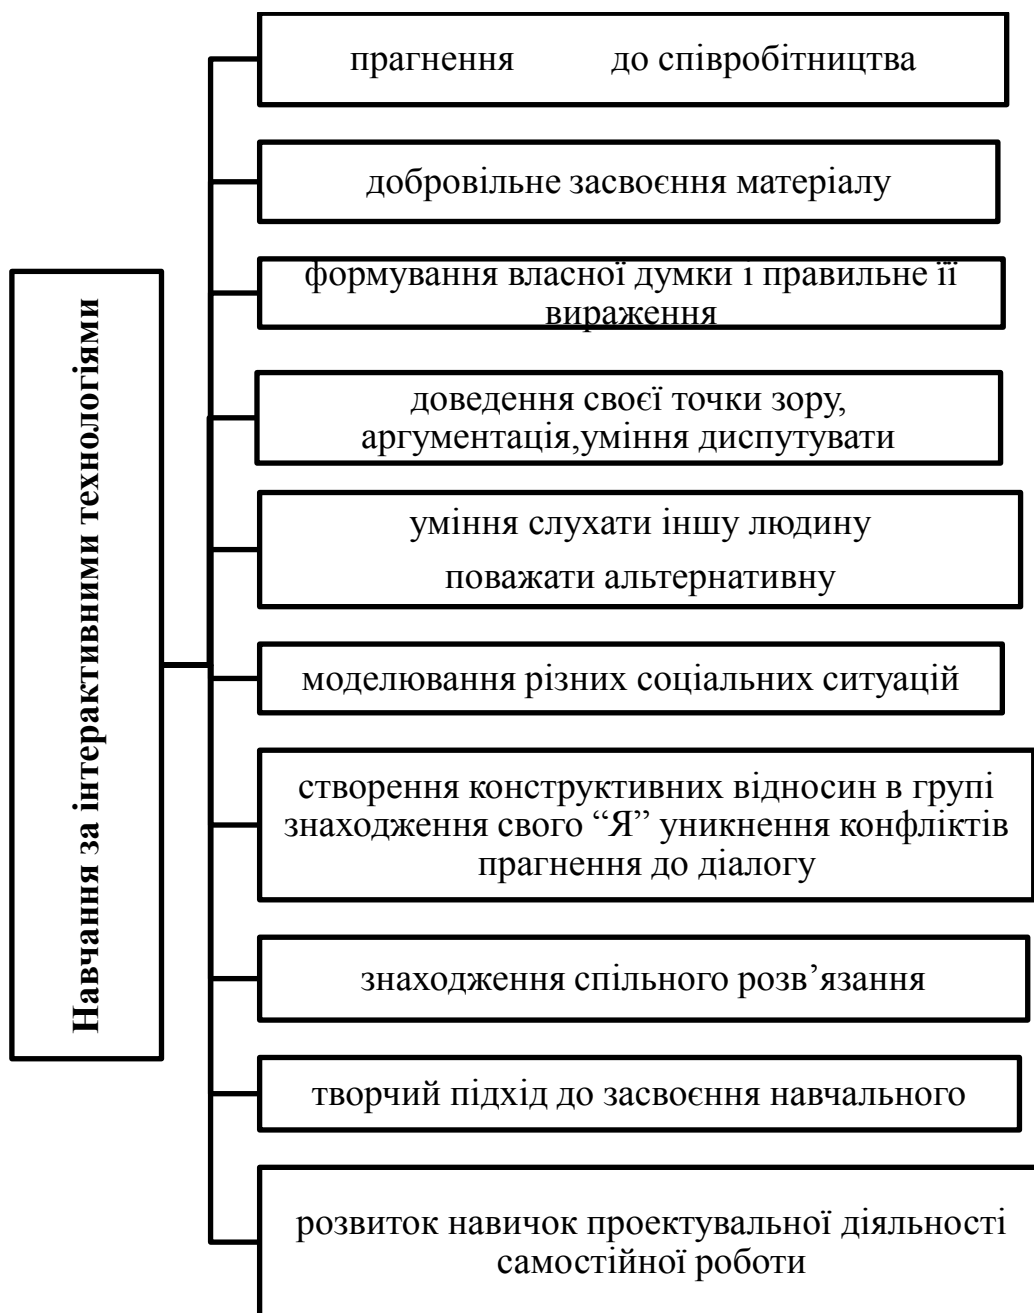 Навчання за інтерактивними технологіями
прагнення до співробітництва
добровільне засвоєння матеріалу
формування власної думки і правильне її
вираження
доведення своєї точки зору,
аргументація,уміння диспутувати
уміння слухати іншу людину
поважати альтернативну
моделювання різних соціальних ситуацій
створення конструктивних відносин в групі
знаходження свого “Я” уникнення конфліктів
прагнення до діалогу
знаходження спільного розв’язання
творчий підхід до засвоєння навчального
розвиток навичок проектувальної діяльності
самостійної роботи